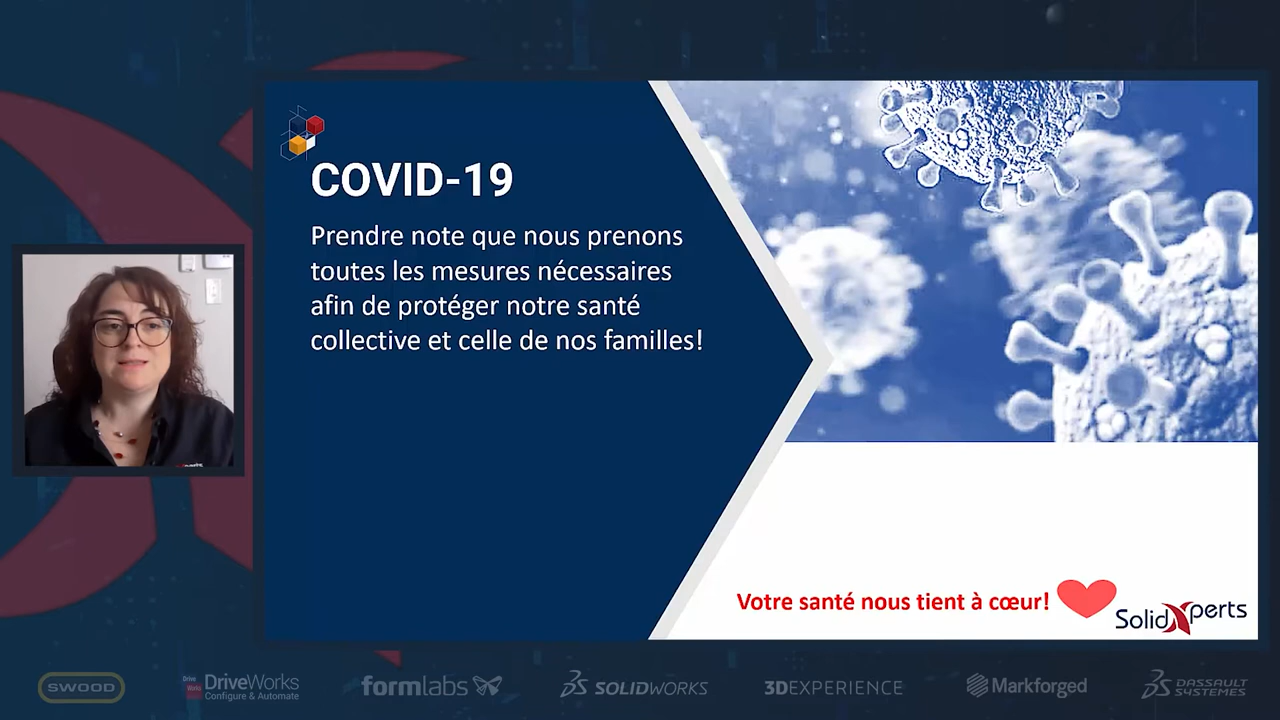 COVID-19
Prendre note que nous prenons
toutes les mesures nécessaires
afin de protéger notre santé
collective et celle de nos familles!
Votre santé nous tient à cœur!
SolidXperts
SWOOD
Drive
Works
DriveWorks
Configure & Automate
formlabs
SOLIDWORKS
3DEXPERIENCE
Markforged
DASSAULT
SYSTEMES